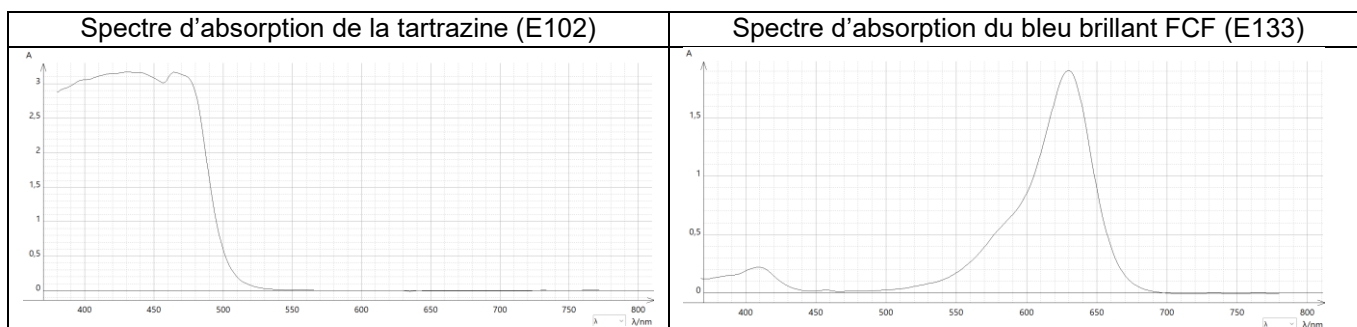 Spectre d’absorption de la tartrazine (E102)
Spectre d’absorption du bleu brillant FCF (E133)
A
3
2,5
2
1,5
1
0,5
0
400 450 500 550 600 650 700 750 800
λ λ/nm
A
1,5
1
0,5
0
400 450 500 550 600 650 700 750 800
λ λ/nm